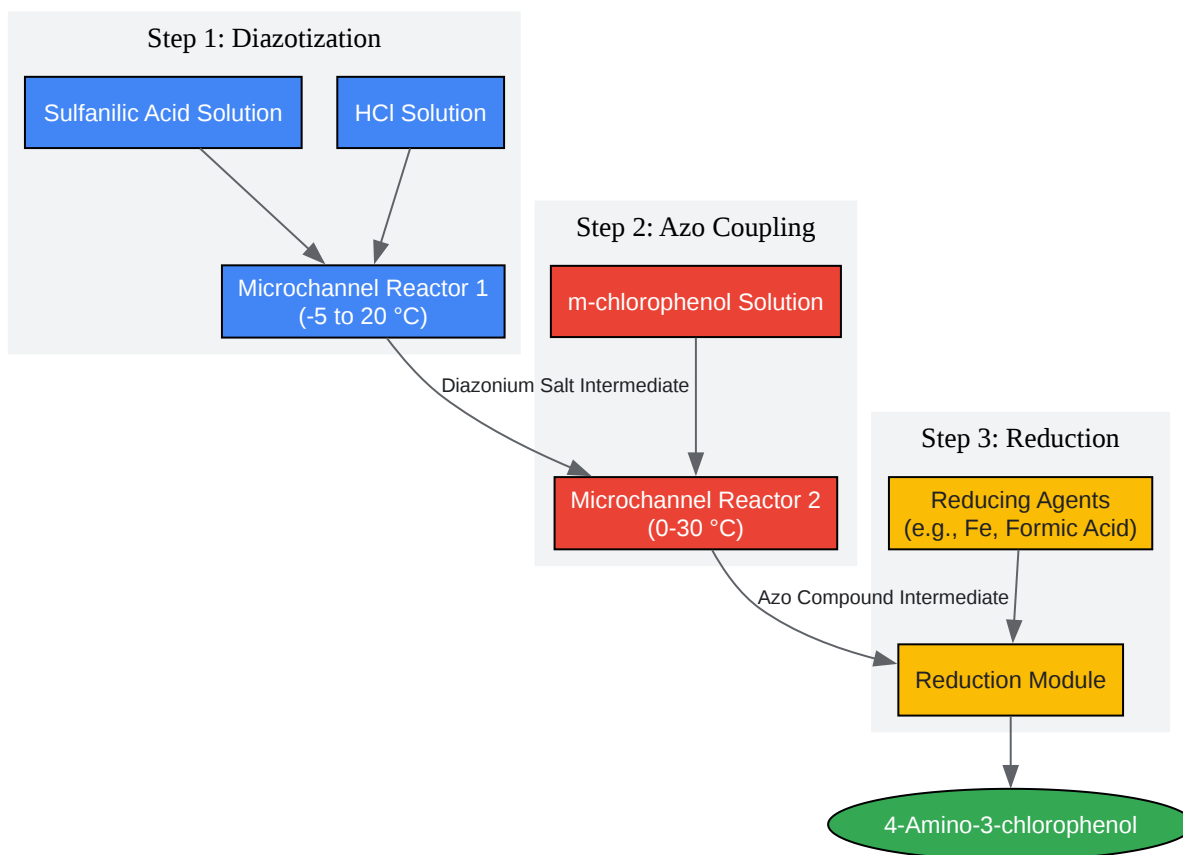 Step 1: Diazotization
Sulfanilic Acid Solution
HCl Solution
Microchannel Reactor 1
(-5 to 20 °C)
Step 2: Azo Coupling
m-chlorophenol Solution
Diazonium Salt Intermediate
Microchannel Reactor 2
(0-30 °C)
Step 3: Reduction
Reducing Agents
(e.g., Fe, Formic Acid)
Azo Compound Intermediate
Reduction Module
4-Amino-3-chlorophenol